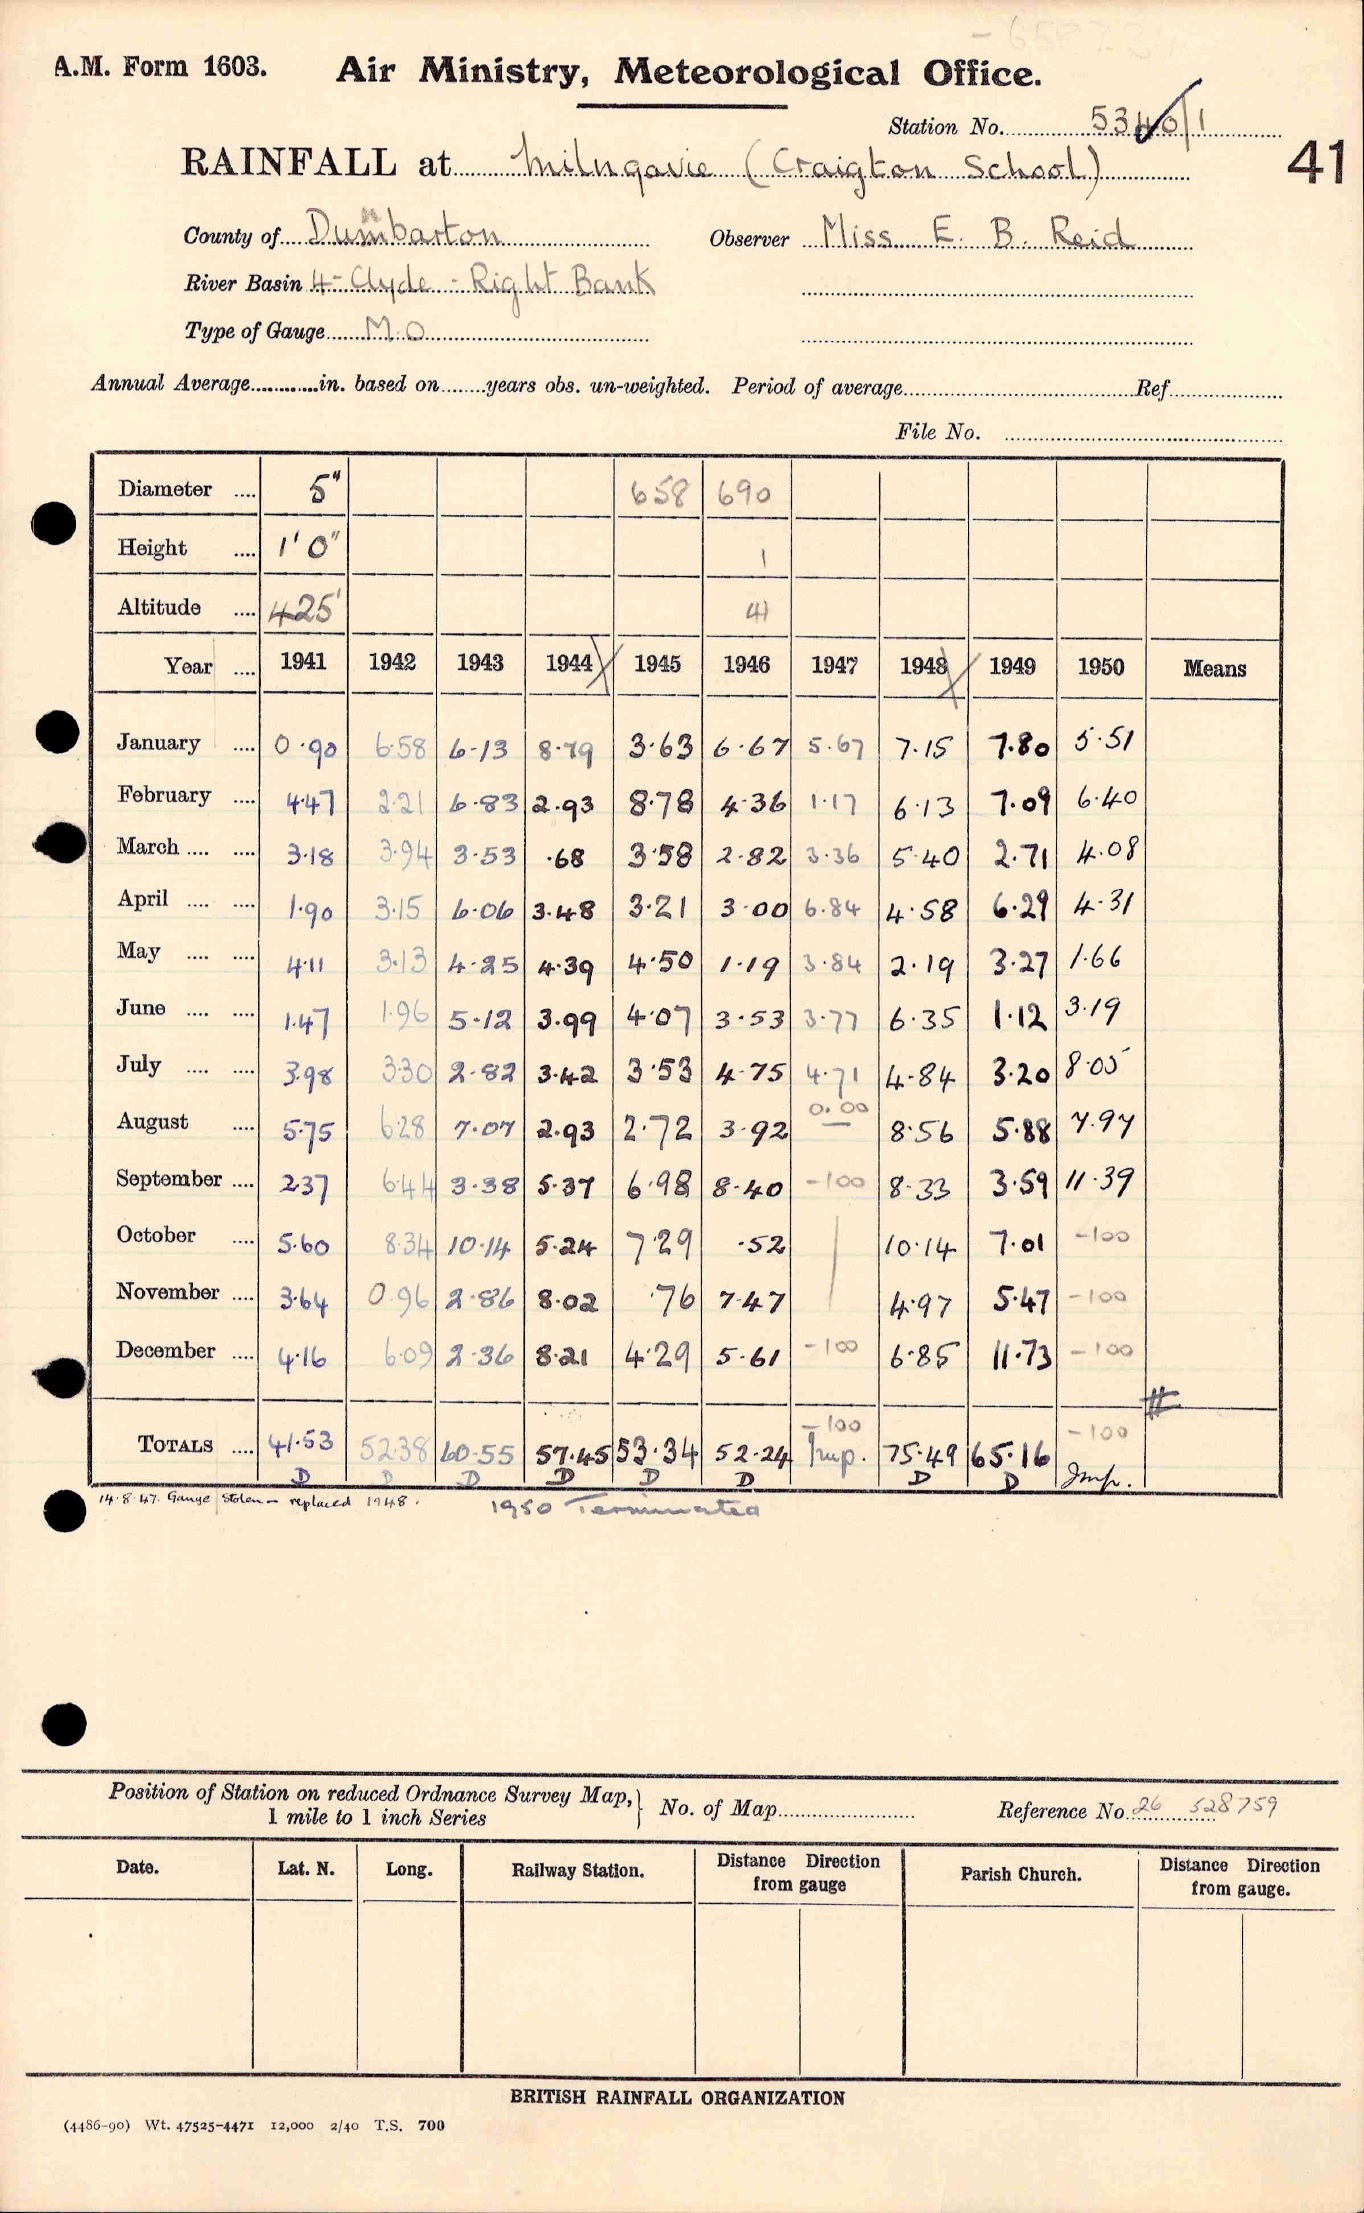 A.M. Form 1603. Air Ministry, Meteorological Office.
Station No. 5340/1
RAINFALL at Milngavie (Craigton School) 41
County of Dumbarton Observer Miss E. B. Reid
River Basin 4 - Clyde - Right Bank
Type of Gauge M.O
Annual Average in. based on years obs. un-weighted. Period of average Ref
File No.
Diameter 5" 658 690
Height 1' 0" 1
Altitude 425' 41
Year 1941 1942 1943 1944 1945 1946 1947 1948 1949 1950 Means
January 0.90 6.58 6.13 8.79 3.63 6.67 5.67 7.15 7.80 5.51
February 4.47 2.21 6.83 2.93 8.78 4.36 1.17 6.13 7.09 6.40
March 3.18 3.94 3.53 .68 3.58 2.82 3.36 5.40 2.71 4.08
April 1.90 3.15 6.06 3.48 3.21 3.00 6.84 4.58 6.29 4.31
May 4.11 3.13 4.25 4.39 4.50 1.19 3.84 2.19 3.27 1.66
June 1.47 1.96 5.12 3.99 4.07 3.53 3.77 6.35 1.12 3.19
July 3.98 3.30 2.82 3.42 3.53 4.75 4.71 4.84 3.20 8.05
August 5.75 6.28 7.07 2.93 2.72 3.92 0.00 — 8.56 5.88 7.97
September 2.37 6.44 3.38 5.37 6.98 8.40 -100 8.33 3.59 11.39
October 5.60 8.34 10.14 5.24 7.29 .52 10.14 7.01 -100
November 3.64 0.96 2.86 8.02 .76 7.47 4.97 5.47 -100
December 4.16 6.09 2.36 8.21 4.29 5.61 -100 6.85 11.73 -100
-100 -100
TOTALS 41.53 52.38 60.55 57.45 53.34 52.24 Imp. 75.49 65.16 Imp.
D D D D D D D D
14.8.47. Gauge stolen - replaced 1948. 1950 Terminated
Position of Station on reduced Ordnance Survey Map,
1 mile to 1 inch Series No. of Map Reference No. 26 528759
Date. Lat. N. Long. Railway Station. Distance Direction from gauge Parish Church. Distance Direction from gauge.
BRITISH RAINFALL ORGANIZATION
(4486-90) Wt. 47525-4471 12,000 2/40 T.S. 700